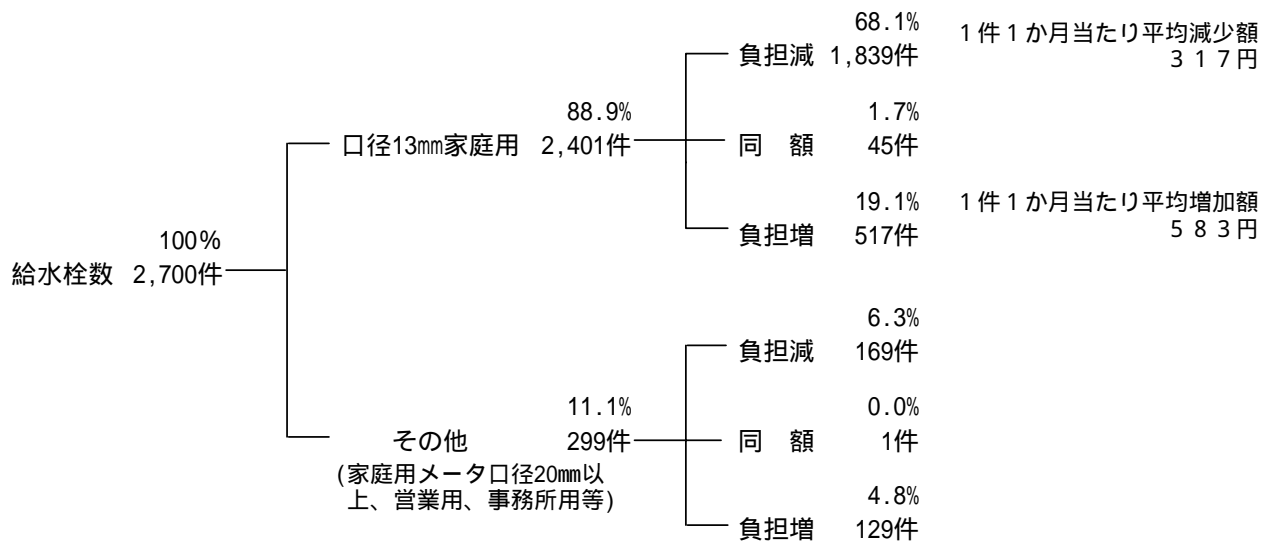 68.1%
負担減 1,839件
1件1か月当たり平均減少額
317円
88.9%
口径13㎜家庭用 2,401件
1.7%
同 額 45件
19.1%
負担増 517件
1件1か月当たり平均増加額
583円
100%
給水栓数 2,700件
6.3%
負担減 169件
11.1%
その他 299件
(家庭用メータ口径20㎜以
上、営業用、事務所用等)
0.0%
同 額 1件
4.8%
負担増 129件